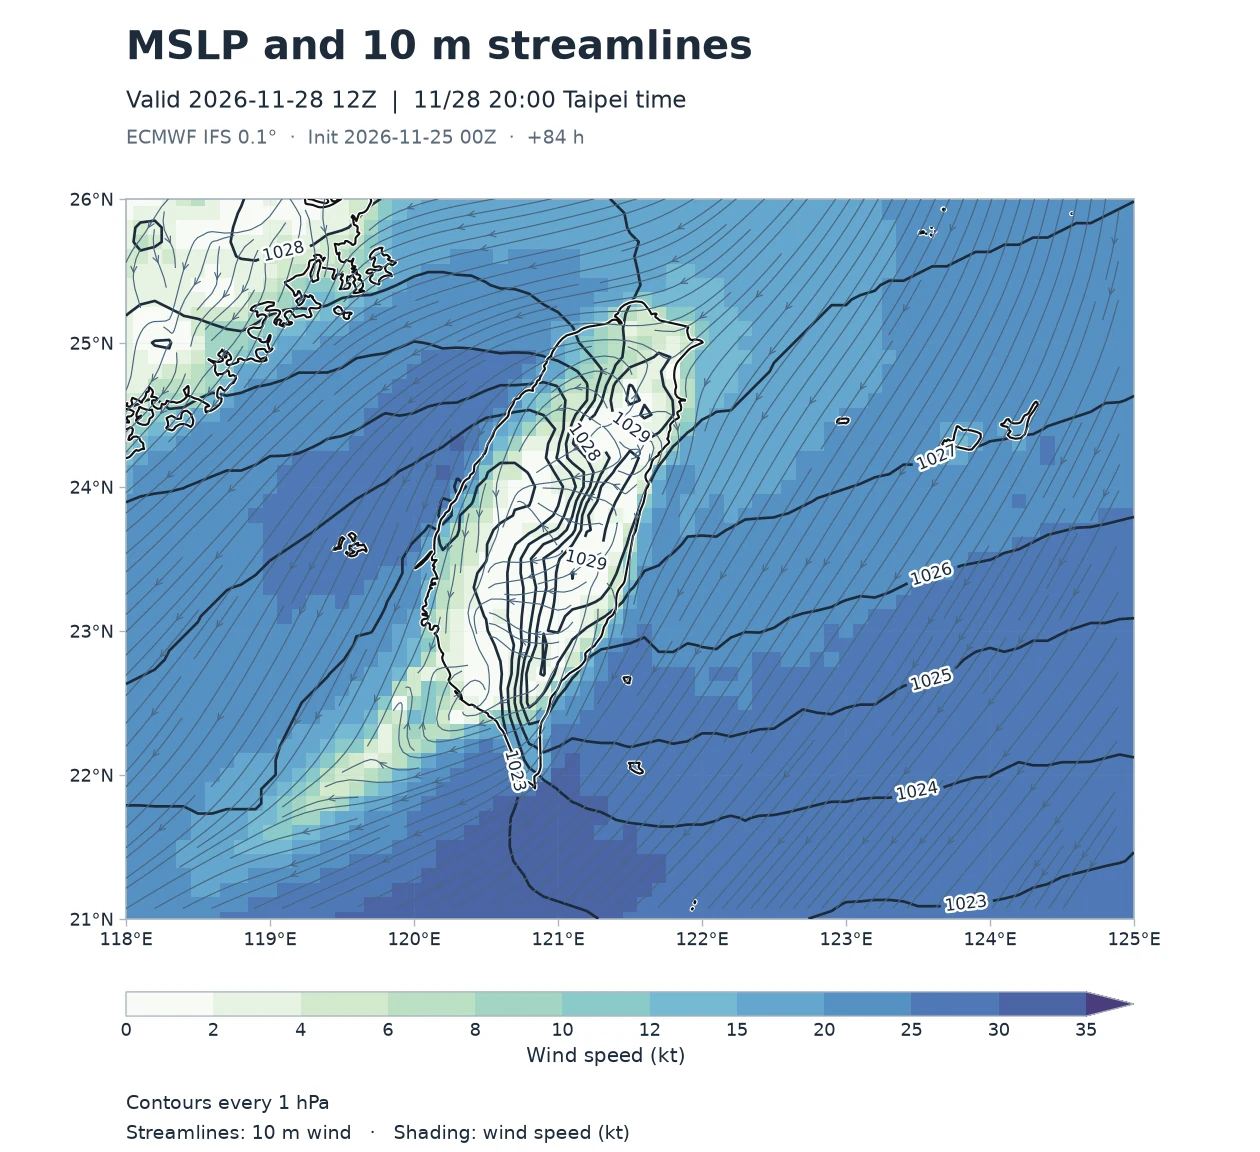 MSLP and 10 m streamlines
Valid 2026-11-28 12Z | 11/28 20:00 Taipei time
ECMWF IFS 0.1° · Init 2026-11-25 00Z · +84 h
26°N
25°N
24°N
23°N
22°N
21°N
1028
1029
1028
1027
1029
1026
1025
1023
1024
1023
118°E 119°E 120°E 121°E 122°E 123°E 124°E 125°E
0 2 4 6 8 10 12 15 20 25 30 35
Wind speed (kt)
Contours every 1 hPa
Streamlines: 10 m wind · Shading: wind speed (kt)